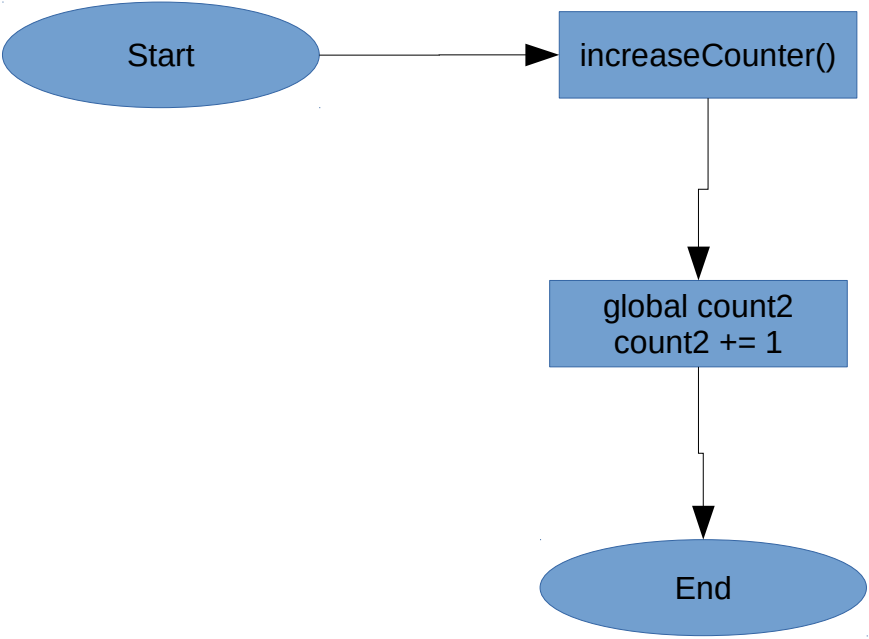 Start
increaseCounter()
global count2
count2 += 1
End